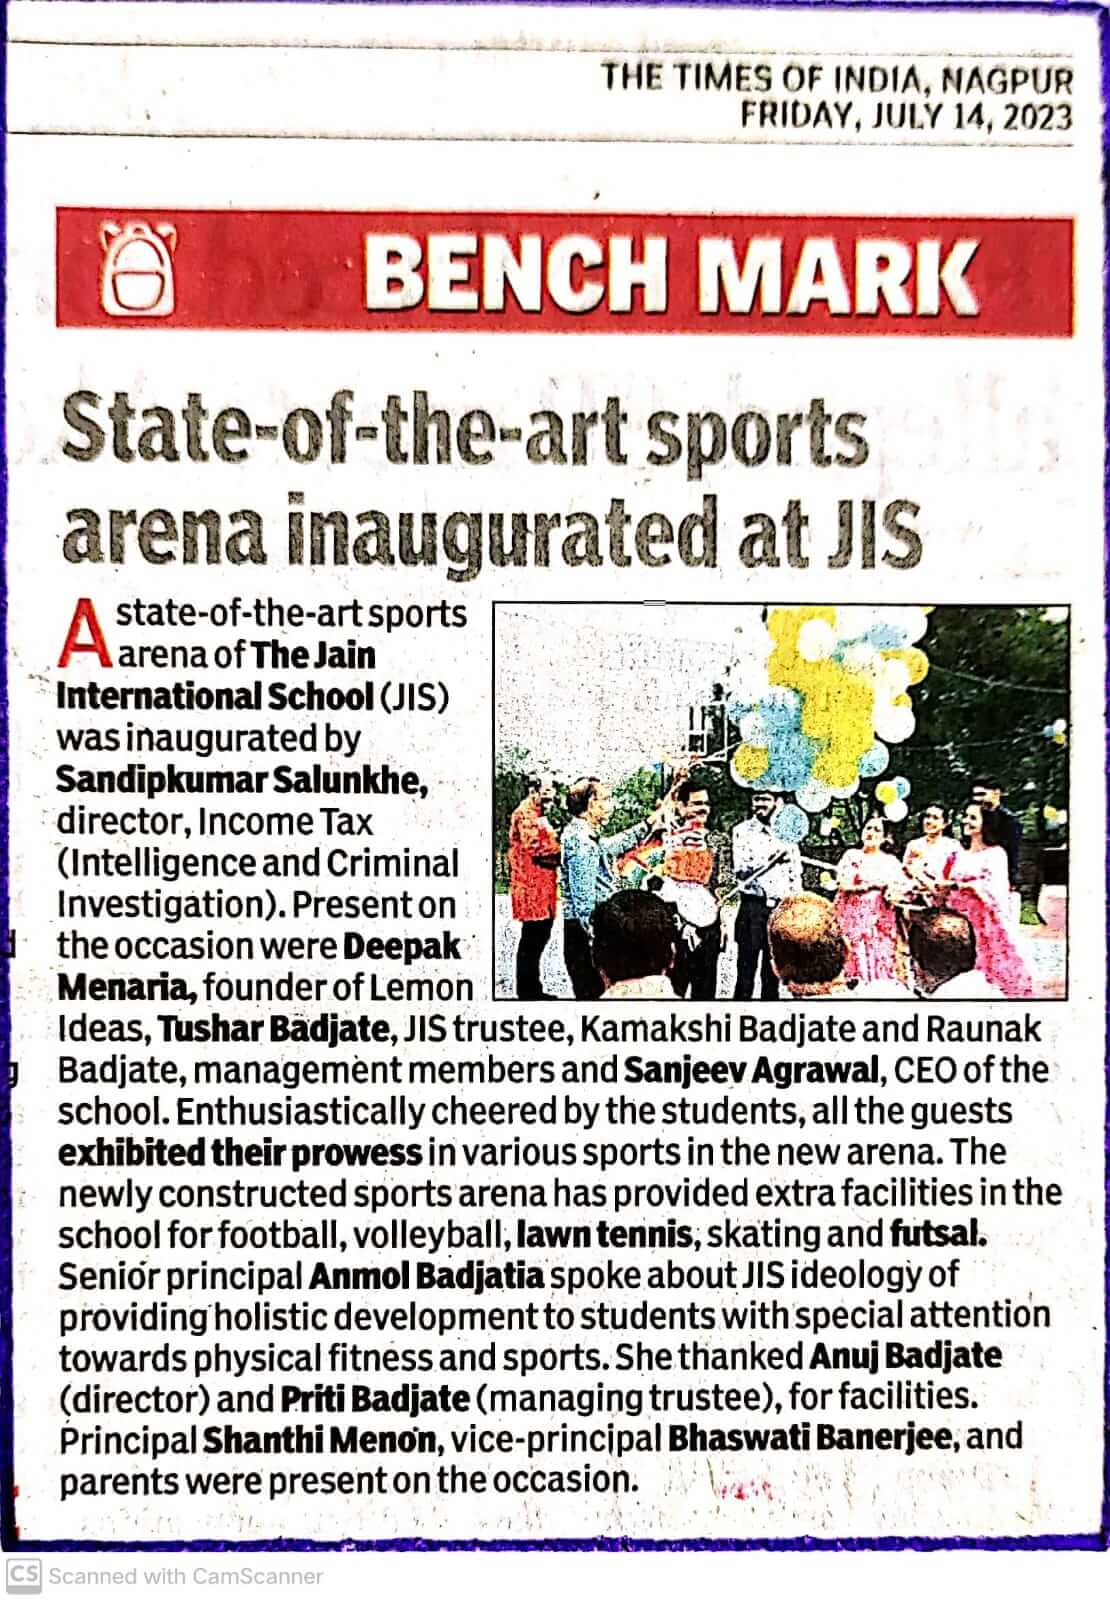 THE TIMES OF INDIA, NAGPUR
FRIDAY, JULY 14, 2023
BENCH MARK
State-of-the-art sports
arena inaugurated at JIS
A state-of-the-art sports
arena of The Jain
International School (JIS)
was inaugurated by
Sandipkumar Salunkhe,
director, Income Tax
(Intelligence and Criminal
Investigation). Present on
the occasion were Deepak
Menaria, founder of Lemon
Ideas, Tushar Badjate, JIS trustee, Kamakshi Badjate and Raunak
Badjate, management members and Sanjeev Agrawal, CEO of the
school. Enthusiastically cheered by the students, all the guests
exhibited their prowess in various sports in the new arena. The
newly constructed sports arena has provided extra facilities in the
school for football, volleyball, lawn tennis, skating and futsal.
Senior principal Anmol Badjatia spoke about JIS ideology of
providing holistic development to students with special attention
towards physical fitness and sports. She thanked Anuj Badjate
(director) and Priti Badjate (managing trustee), for facilities.
Principal Shanthi Menon, vice-principal Bhaswati Banerjee, and
parents were present on the occasion.
CS Scanned with CamScanner